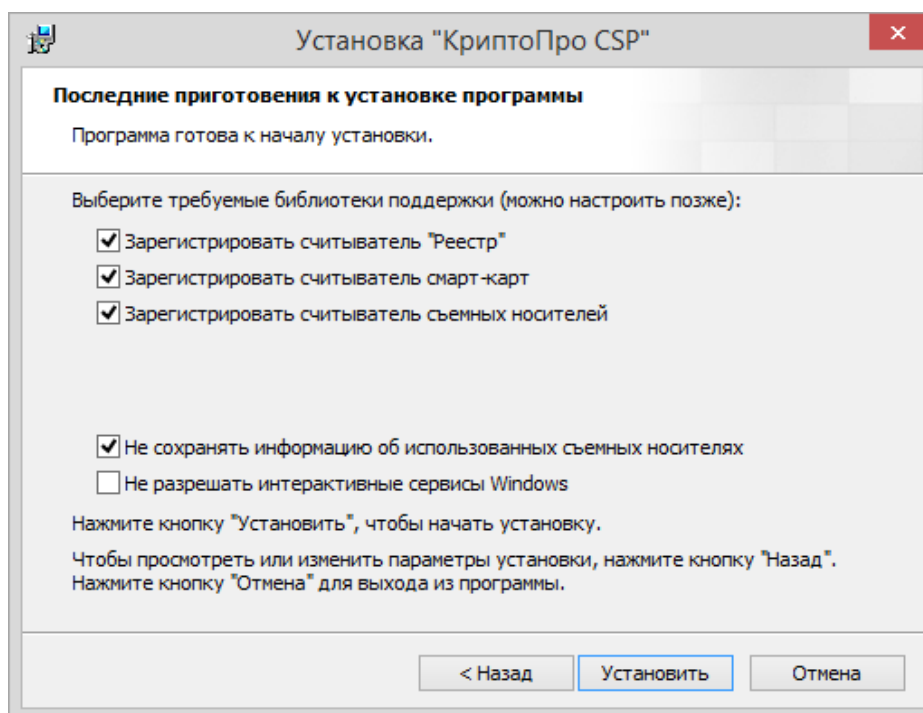 Установка "КриптоПро CSP"
Последние приготовения к установке программы
Программа готова к началу установки.
Выберите требуемые библиотеки поддержки (можно настроить позже):
Зарегистрировать считыватель "Реестр"
Зарегистрировать считыватель смарт-карт
Зарегистрировать считыватель съемных носителей
Не сохранять информацию об использованных съемных носителях
Не разрешать интерактивные сервисы Windows
Нажмите кнопку "Установить", чтобы начать установку.
Чтобы просмотреть или изменить параметры установки, нажмите кнопку "Назад".
Нажмите кнопку "Отмена" для выхода из программы.
< Назад
Установить
Отмена